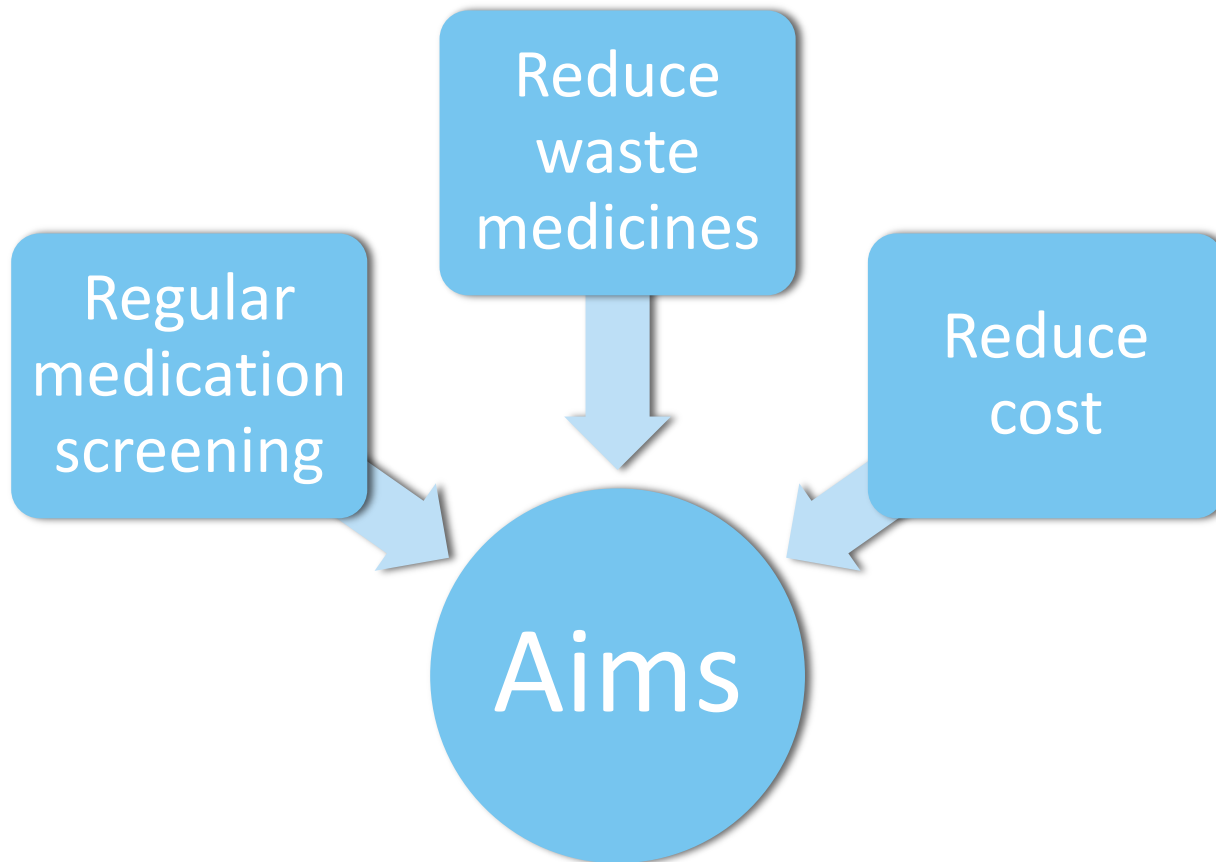 Regular
medication
screening
Reduce
waste
medicines
Reduce
cost
Aims